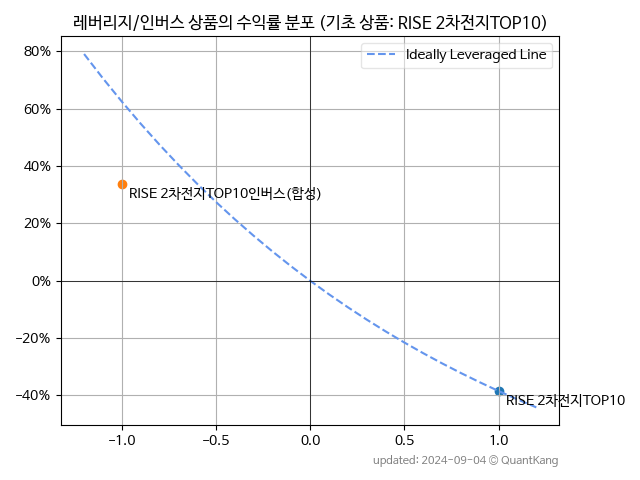 레버리지/인버스 상품의 수익률 분포 (기초 상품: RISE 2차전지TOP10)
Ideally Leveraged Line
80%
60%
40%
20%
0%
−20%
−40%
RISE 2차전지TOP10인버스(합성)
RISE 2차전지TOP10
−1.0 −0.5 0.0 0.5 1.0
updated: 2024-09-04 © QuantKang